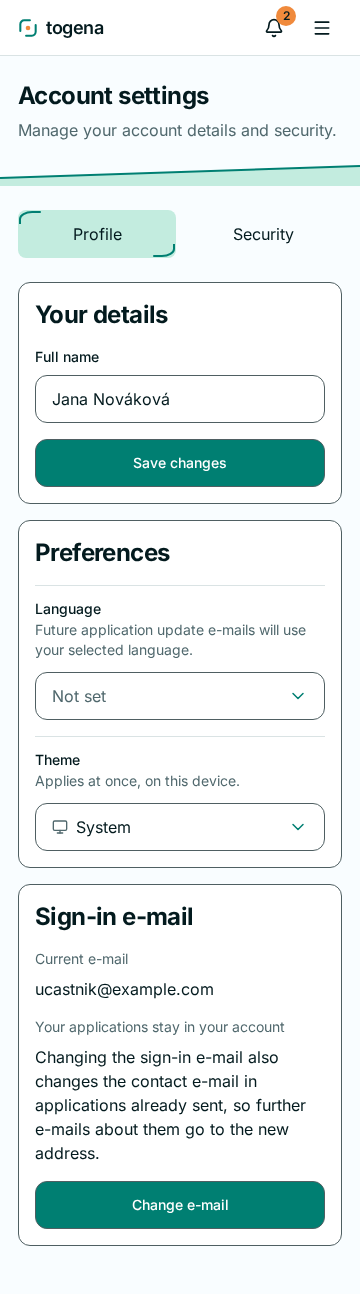 togena
2
Account settings
Manage your account details and security.
Profile
Security
Your details
Full name
Jana Nováková
Save changes
Preferences
Language
Future application update e-mails will use
your selected language.
Not set
Theme
Applies at once, on this device.
System
Sign-in e-mail
Current e-mail
ucastnik@example.com
Your applications stay in your account
Changing the sign-in e-mail also
changes the contact e-mail in
applications already sent, so further
e-mails about them go to the new
address.
Change e-mail